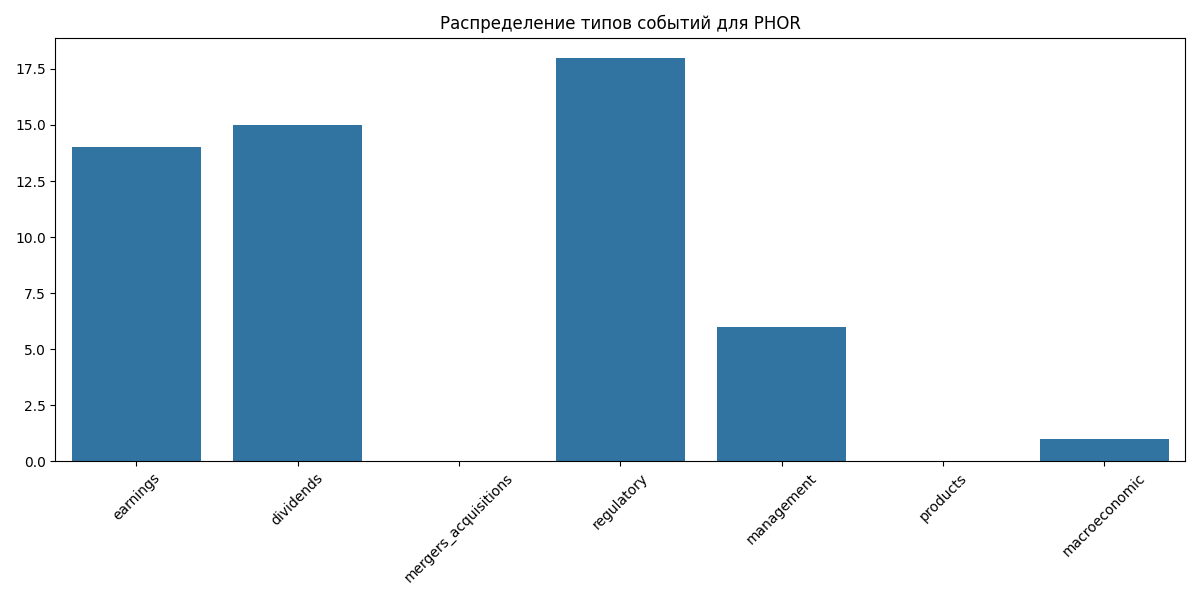 Распределение типов событий для PHOR
17.5
15.0
12.5
10.0
7.5
5.0
2.5
0.0
earnings
dividends
mergers_acquisitions
regulatory
management
products
macroeconomic